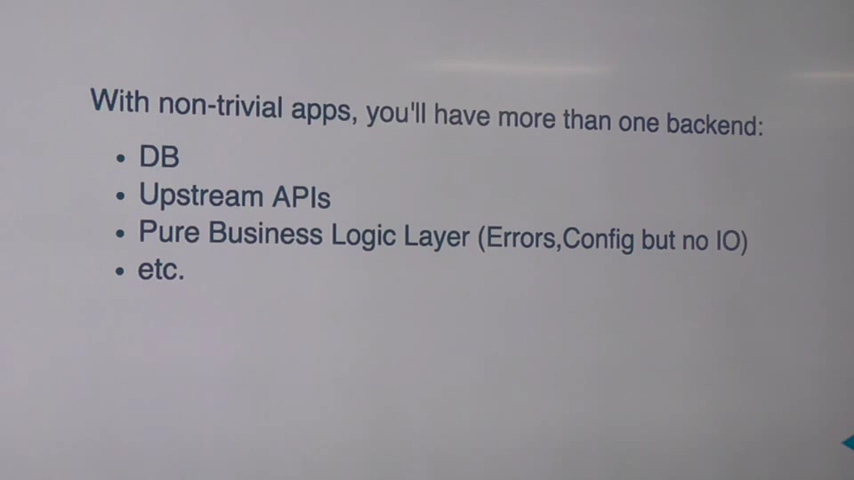 With non-trivial apps, you'll have more than one backend:
• DB
• Upstream APIs
• Pure Business Logic Layer (Errors,Config but no IO)
• etc.